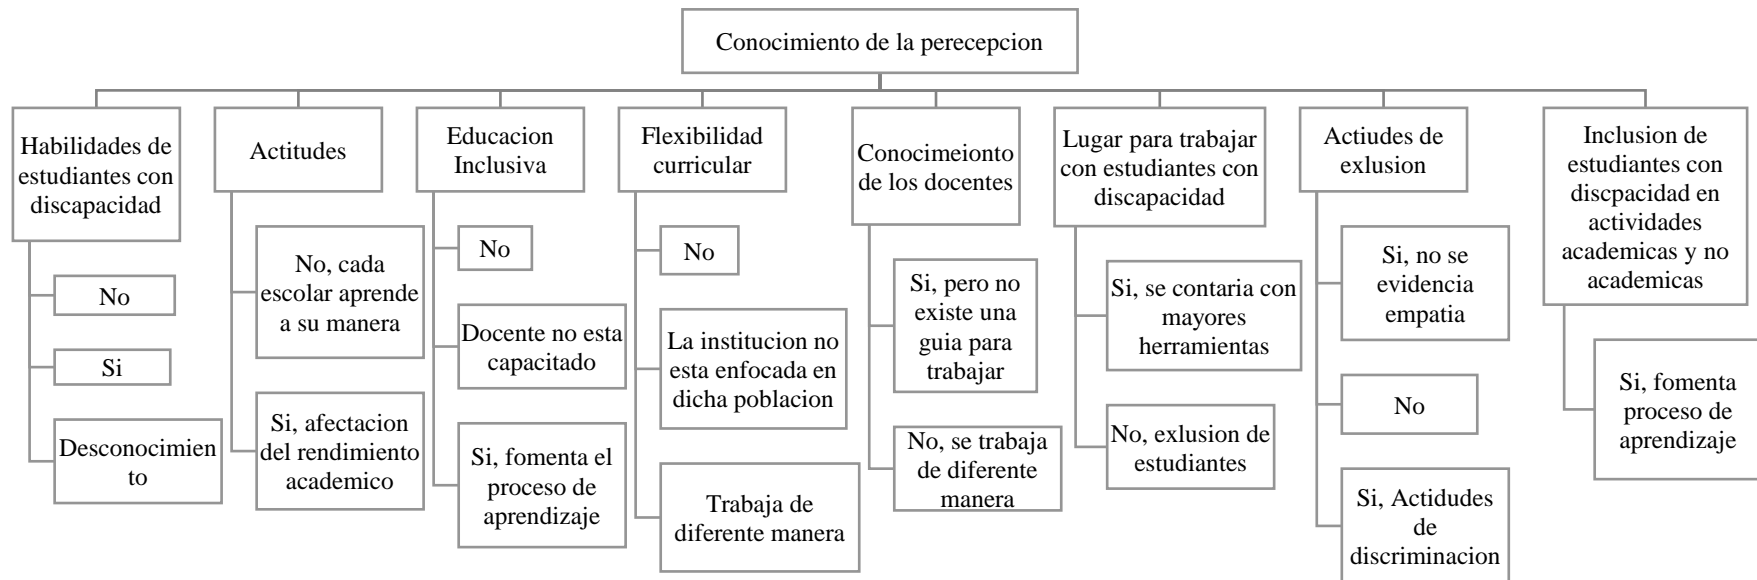 Conocimiento de la perecepcion
Habilidades de
estudiantes con
discapacidad
No
Si
Desconocimien
to
Actitudes
No, cada
escolar aprende
a su manera
Si, afectacion
del rendimiento
academico
Educacion
Inclusiva
No
Docente no esta
capacitado
Si, fomenta el
proceso de
aprendizaje
Flexibilidad
curricular
No
La institucion no
esta enfocada en
dicha poblacion
Trabaja de
diferente manera
Conocimeionto
de los docentes
Si, pero no
existe una
guia para
trabajar
No, se trabaja
de diferente
manera
Lugar para trabajar
con estudiantes con
discapacidad
Si, se contaria con
mayores
herramientas
No, exlusion de
estudiantes
Actiudes de
exlusion
Si, no se
evidencia
empatia
No
Si, Actidudes
de
discriminacion
Inclusion de
estudiantes con
discpacidad en
actividades
academicas y no
academicas
Si, fomenta
proceso de
aprendizaje